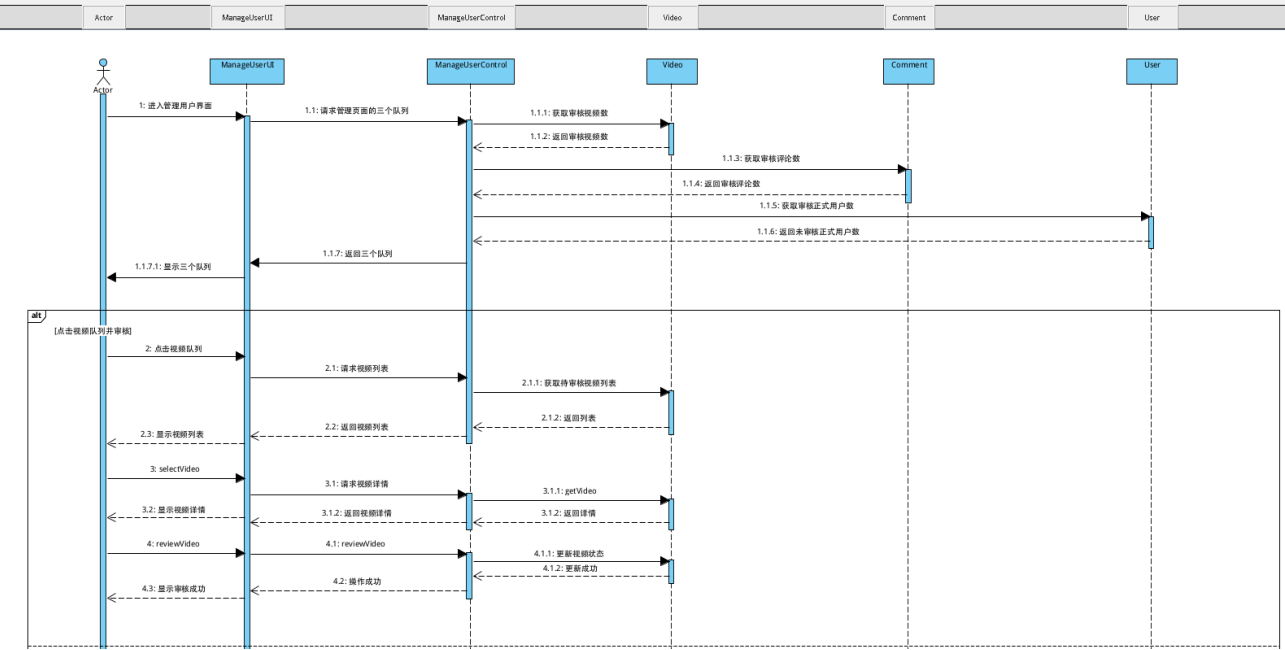 Actor
ManageUserUI
ManageUserControl
Video
Comment
User
ManageUserUI
ManageUserControl
Video
Comment
User
Actor
1: 进入管理用户界面
1.1: 请求管理页面的三个队列
1.1.1: 获取审核视频数
1.1.2: 返回审核视频数
1.1.3: 获取审核评论数
1.1.4: 返回审核评论数
1.1.5: 获取审核正式用户数
1.1.6: 返回未审核正式用户数
1.1.7: 返回三个队列
1.1.7.1: 显示三个队列
alt
[点击视频队列并审核]
2: 点击视频队列
2.1: 请求视频列表
2.1.1: 获取待审核视频列表
2.1.2: 返回列表
2.2: 返回视频列表
2.3: 显示视频列表
3: selectVideo
3.1: 请求视频详情
3.1.1: getVideo
3.2: 显示视频详情
3.1.2: 返回视频详情
3.1.2: 返回详情
4: reviewVideo
4.1: reviewVideo
4.1.1: 更新视频状态
4.1.2: 更新成功
4.2: 操作成功
4.3: 显示审核成功